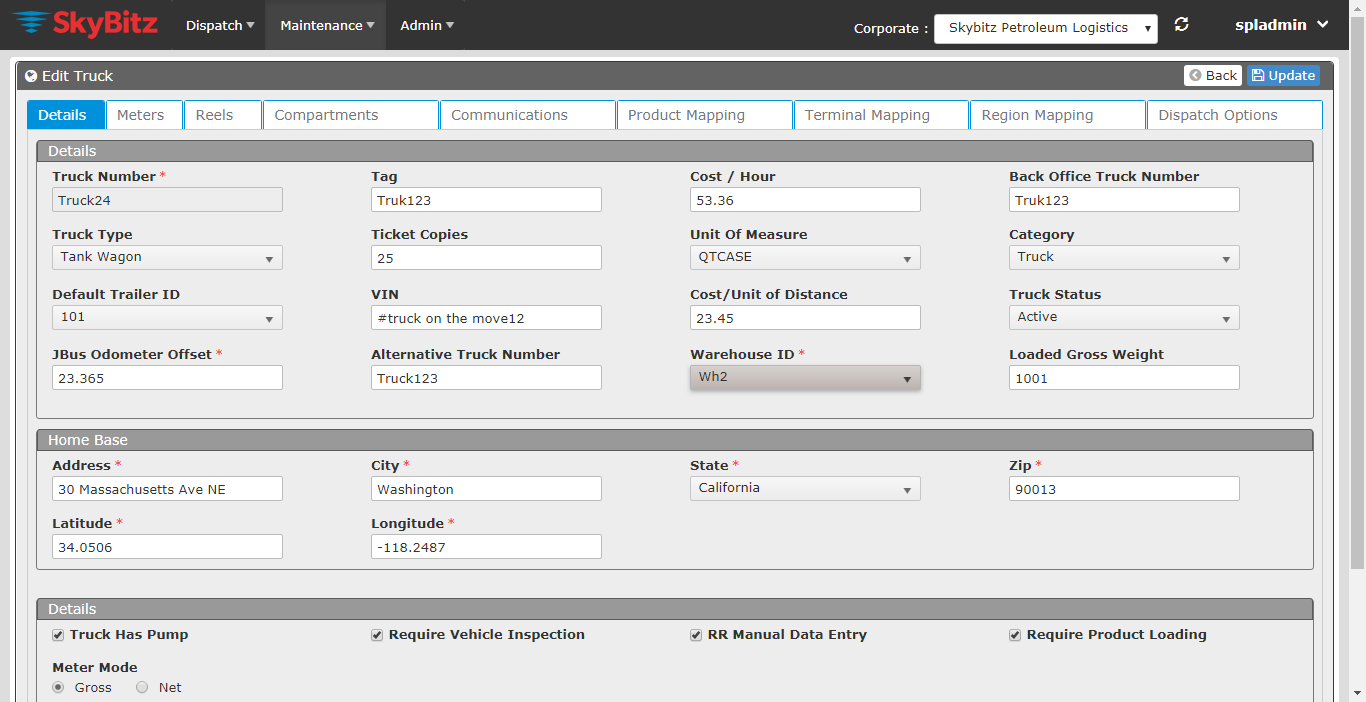 SkyBitz Dispatch Maintenance Admin Corporate : Skybitz Petroleum Logistics spladmin
Edit Truck Back Update
Details Meters Reels Compartments Communications Product Mapping Terminal Mapping Region Mapping Dispatch Options
Details
Truck Number * Tag Cost / Hour Back Office Truck Number
Truck24 Truk123 53.36 Truk123
Truck Type Ticket Copies Unit Of Measure Category
Tank Wagon 25 QTCASE Truck
Default Trailer ID VIN Cost/Unit of Distance Truck Status
101 #truck on the move12 23.45 Active
JBus Odometer Offset * Alternative Truck Number Warehouse ID * Loaded Gross Weight
23.365 Truck123 Wh2 1001
Home Base
Address * City * State * Zip *
30 Massachusetts Ave NE Washington California 90013
Latitude * Longitude *
34.0506 -118.2487
Details
Truck Has Pump Require Vehicle Inspection RR Manual Data Entry Require Product Loading
Meter Mode
Gross Net